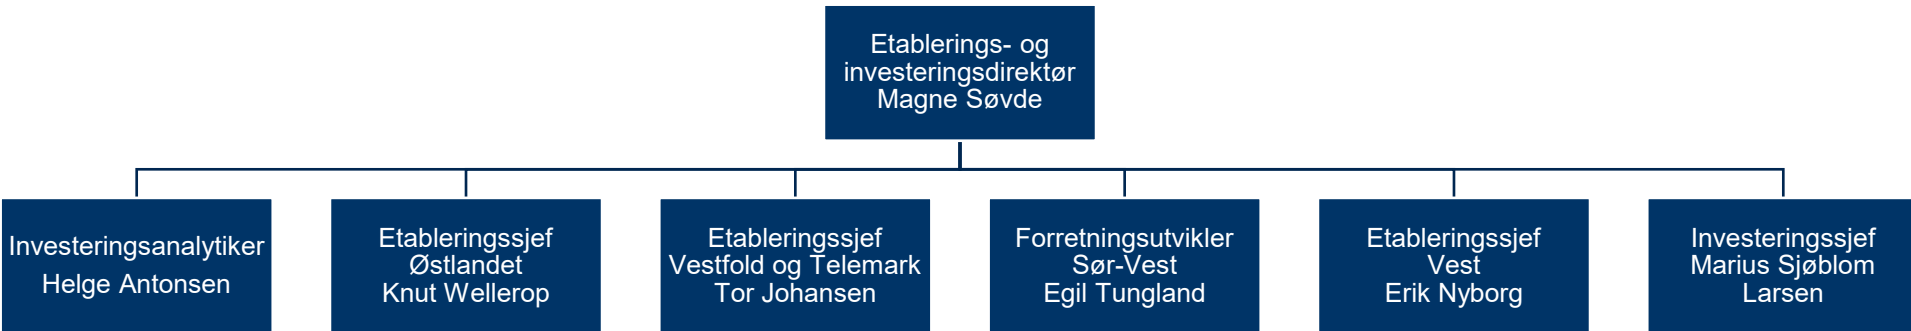 Etablerings- og
investeringsdirektør
Magne Søvde
Investeringsanalytiker
Helge Antonsen
Etableringssjef
Østlandet
Knut Wellerop
Etableringssjef
Vestfold og Telemark
Tor Johansen
Forretningsutvikler
Sør-Vest
Egil Tungland
Etableringssjef
Vest
Erik Nyborg
Investeringssjef
Marius Sjøblom
Larsen